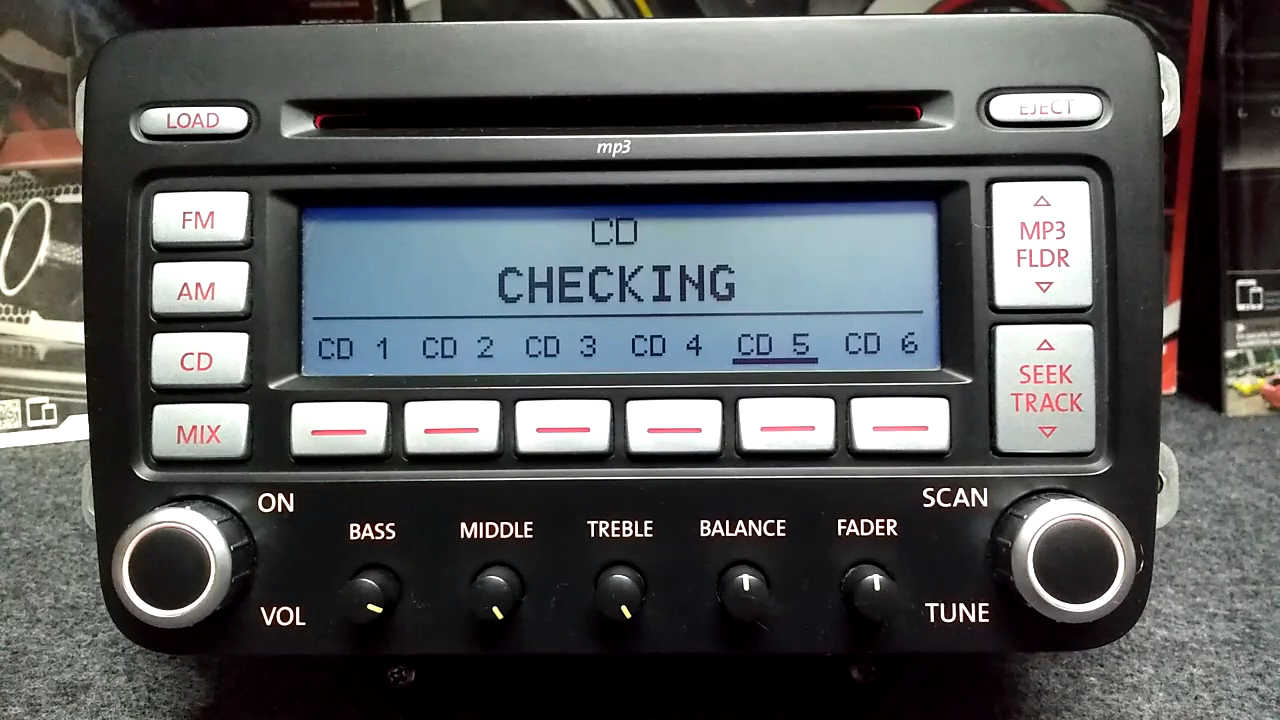 LOAD
EJECT
mp3
FM
AM
CD
MIX
CD
CHECKING
CD 1 CD 2 CD 3 CD 4 CD 5 CD 6
MP3
FLDR
SEEK
TRACK
ON
VOL
BASS MIDDLE TREBLE BALANCE FADER
SCAN
TUNE